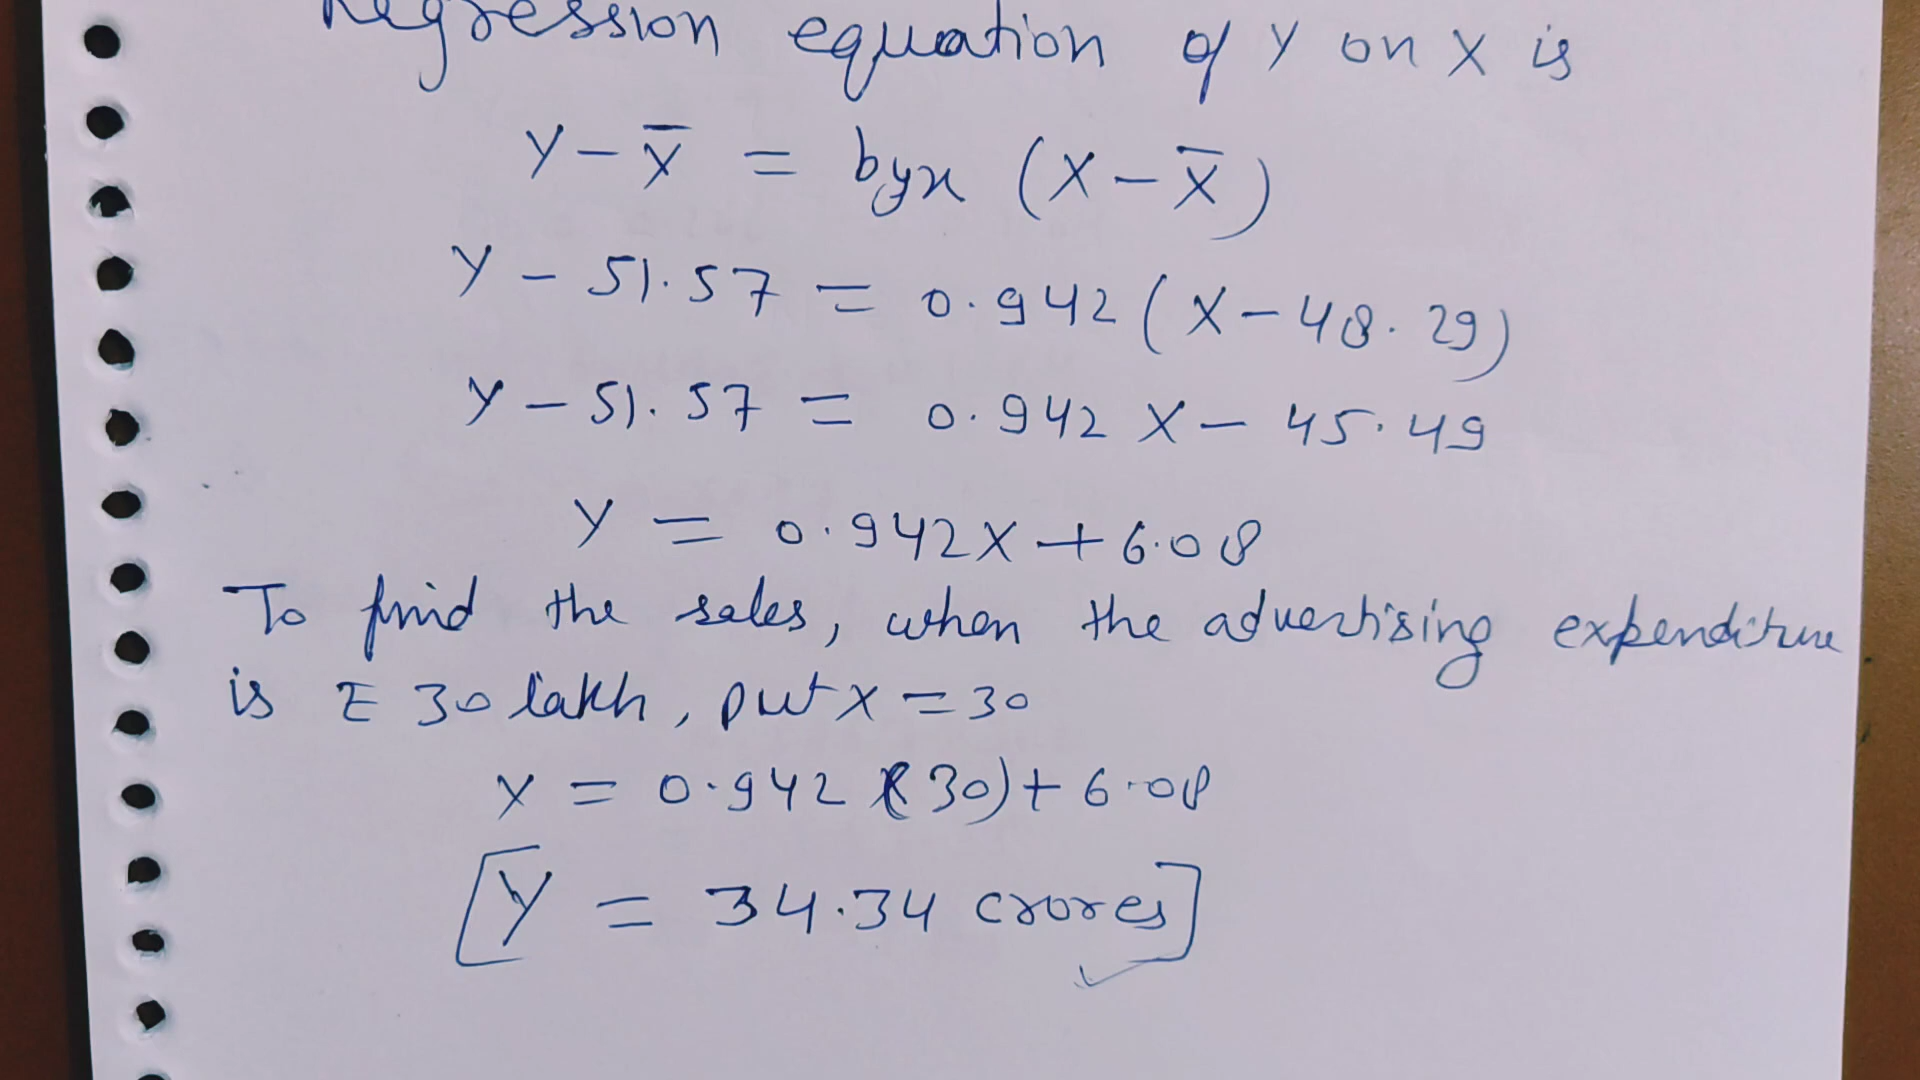 Regression equation of Y on X is
Y - X̅ = byx (X - X̅)
Y - 51.57 = 0.942 (X - 48.29)
Y - 51.57 = 0.942 X - 45.49
Y = 0.942X + 6.08
To find the sales, when the advertising expenditure
is ₹ 30 lakh, put X = 30
Y = 0.942 (30) + 6.08
[Y = 34.34 crores]